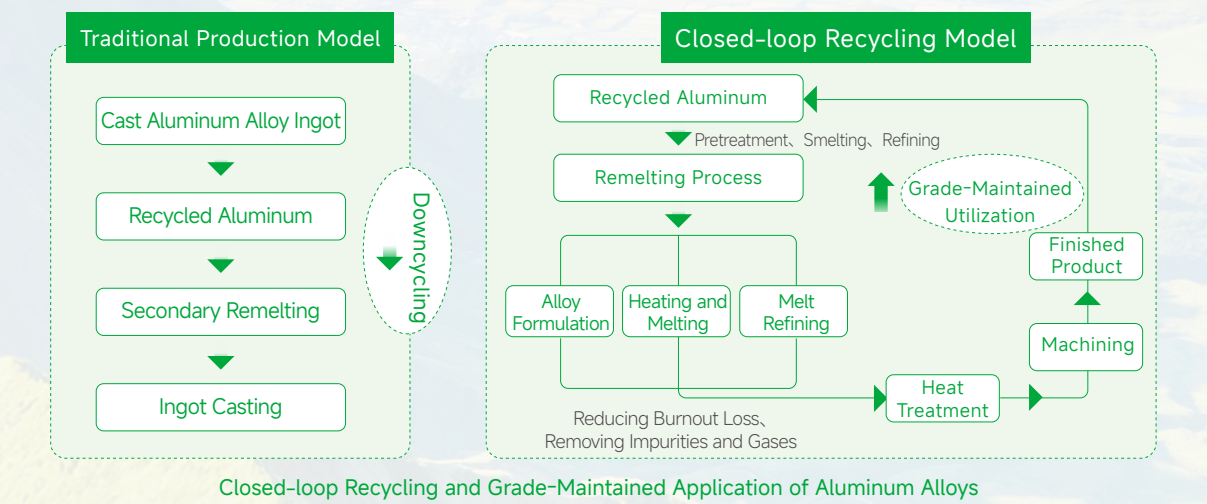 Traditional Production Model
Cast Aluminum Alloy Ingot
Recycled Aluminum
Secondary Remelting
Ingot Casting
Downcycling
Closed-loop Recycling Model
Recycled Aluminum
Pretreatment、Smelting、Refining
Remelting Process
Grade-Maintained
Utilization
Alloy
Formulation
Heating and
Melting
Melt
Refining
Reducing Burnout Loss、
Removing Impurities and Gases
Heat
Treatment
Machining
Finished
Product
Closed-loop Recycling and Grade-Maintained Application of Aluminum Alloys